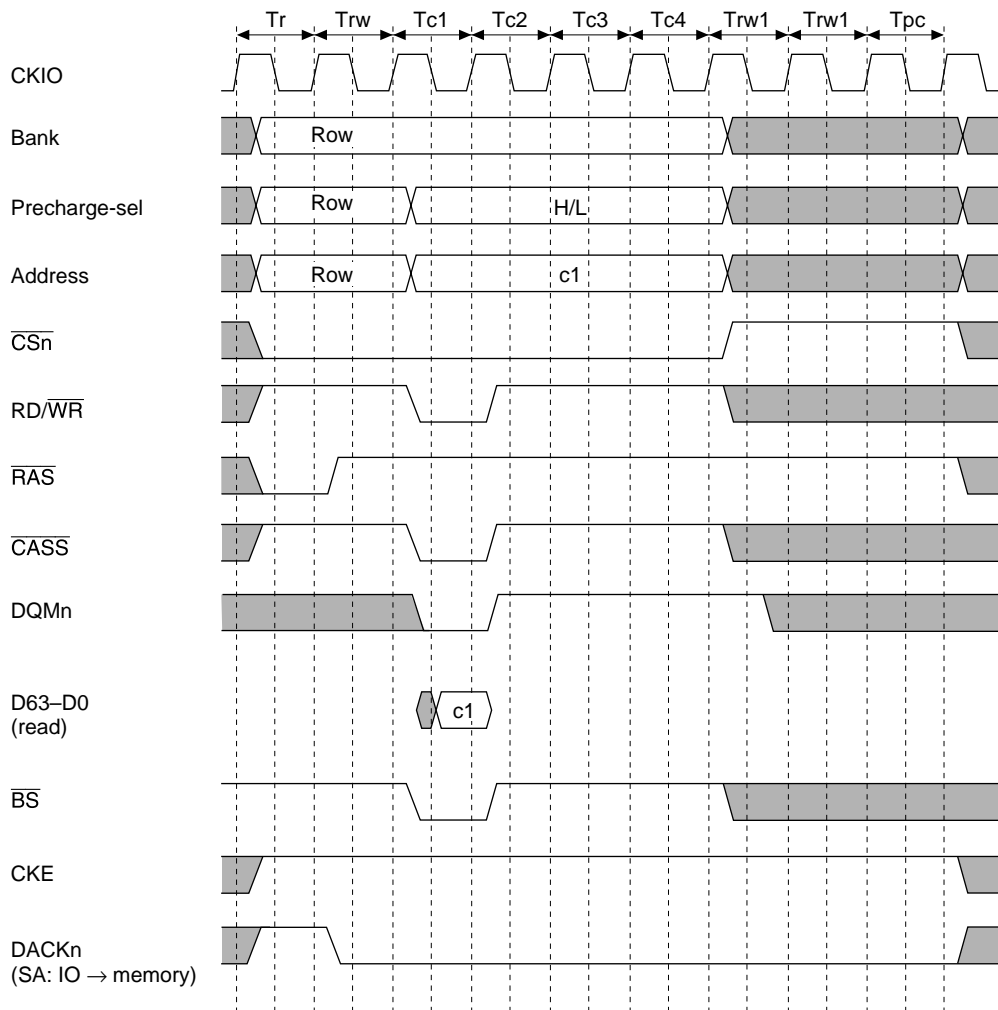 Tr Trw Tc1 Tc2 Tc3 Tc4 Trw1 Trw1 Tpc
CKIO
Bank Row
Precharge-sel Row H/L
Address Row c1
CSn
RD/WR
RAS
CASS
DQMn
D63–D0
(read) c1
BS
CKE
DACKn
(SA: IO → memory)